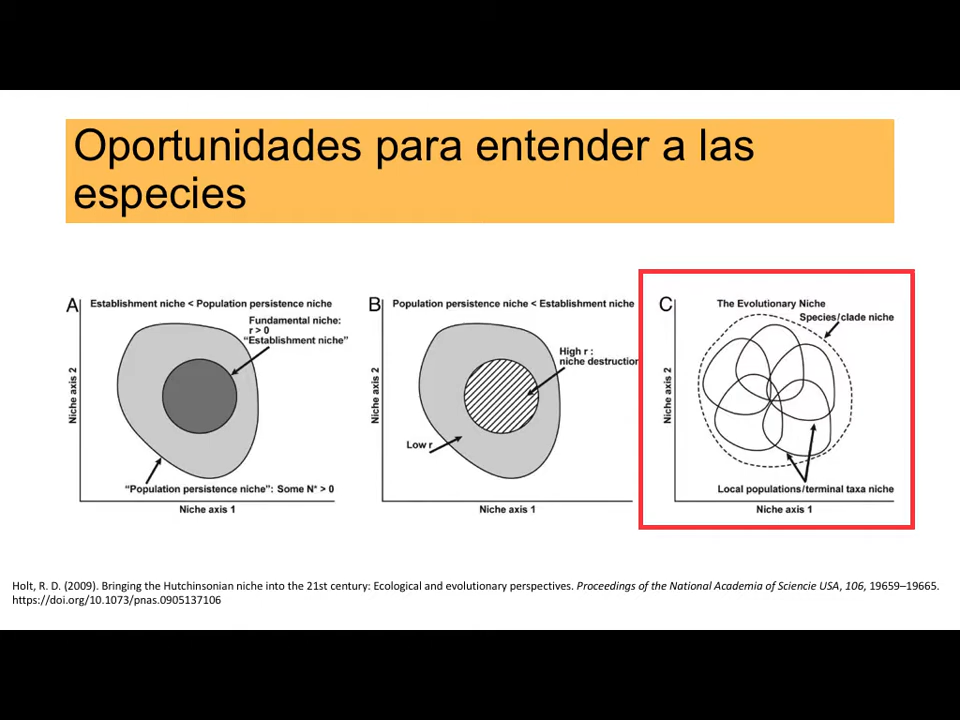 Oportunidades para entender a las
especies
A
Establishment niche < Population persistence niche
Fundamental niche:
r > 0
"Establishment niche"
Niche axis 2
"Population persistence niche": Some N* > 0
Niche axis 1
B
Population persistence niche < Establishment niche
High r :
niche destruction
Low r
Niche axis 2
Niche axis 1
C
The Evolutionary Niche
Species/clade niche
Niche axis 2
Local populations/terminal taxa niche
Niche axis 1
Holt, R. D. (2009). Bringing the Hutchinsonian niche into the 21st century: Ecological and evolutionary perspectives. Proceedings of the National Academia of Sciencie USA, 106, 19659–19665.
https://doi.org/10.1073/pnas.0905137106